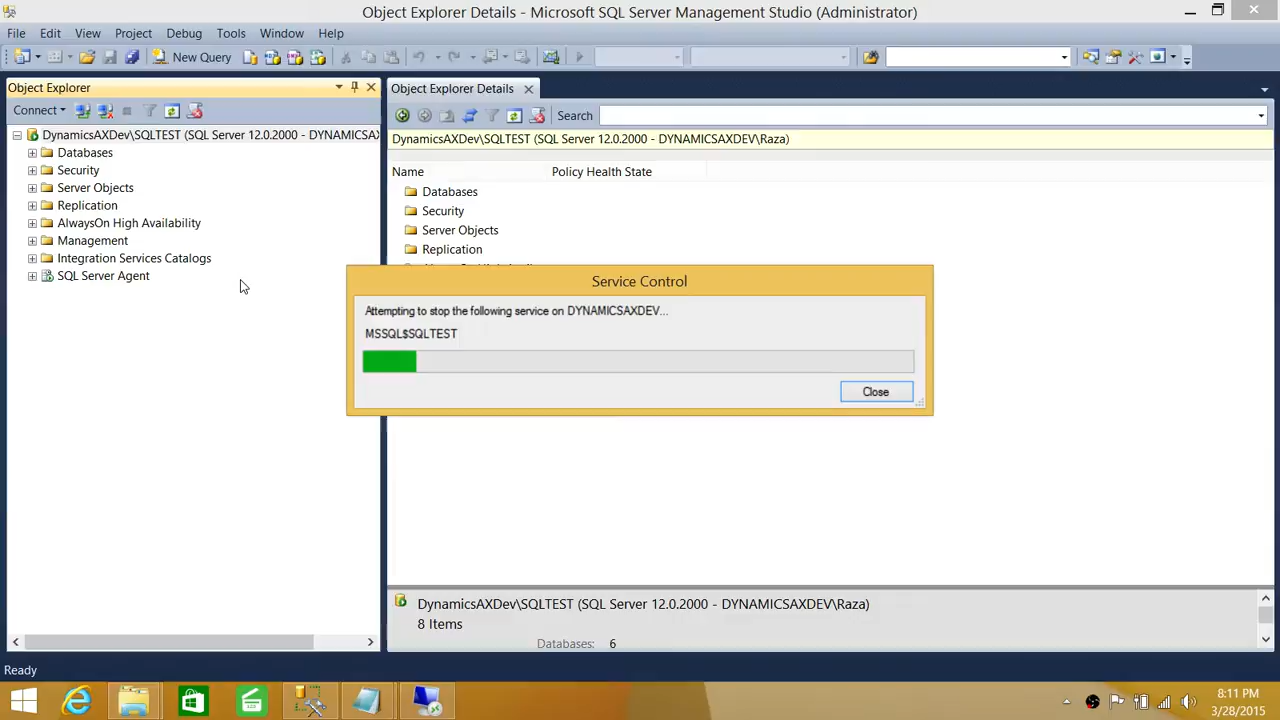 Object Explorer Details - Microsoft SQL Server Management Studio (Administrator)
File Edit View Project Debug Tools Window Help
New Query
Object Explorer
Object Explorer Details
Connect
Search
DynamicsAXDev\SQLTEST (SQL Server 12.0.2000 - DYNAMICSAX
DynamicsAXDev\SQLTEST (SQL Server 12.0.2000 - DYNAMICSAXDEV\Raza)
Databases
Security
Server Objects
Replication
AlwaysOn High Availability
Management
Integration Services Catalogs
SQL Server Agent
Name Policy Health State
Databases
Security
Server Objects
Replication
Service Control
Attempting to stop the following service on DYNAMICSAXDEV...
MSSQL$SQLTEST
Close
DynamicsAXDev\SQLTEST (SQL Server 12.0.2000 - DYNAMICSAXDEV\Raza)
8 Items
Databases: 6
Ready
8:11 PM
3/28/2015